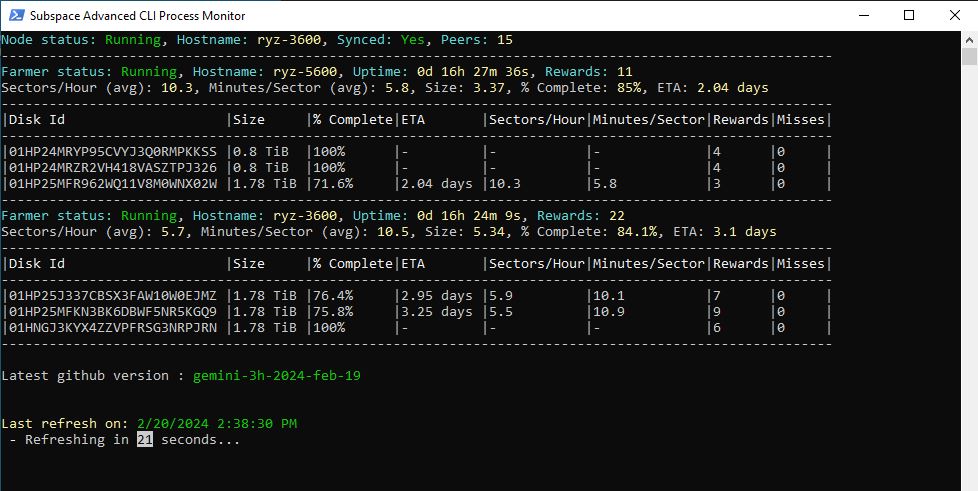 Subspace Advanced CLI Process Monitor
Node status: Running, Hostname: ryz-3600, Synced: Yes, Peers: 15
Farmer status: Running, Hostname: ryz-5600, Uptime: 0d 16h 27m 36s, Rewards: 11
Sectors/Hour (avg): 10.3, Minutes/Sector (avg): 5.8, Size: 3.37, % Complete: 85%, ETA: 2.04 days
|Disk Id |Size |% Complete|ETA |Sectors/Hour|Minutes/Sector|Rewards|Misses|
|01HP24MRYP95CVYJ3Q0RMPKKSS |0.8 TiB |100% |- |- |- |4 |0 |
|01HP24MRZR2VH418VASZTPJ326 |0.8 TiB |100% |- |- |- |4 |0 |
|01HP25MFR962WQ11V8M0WNX02W |1.78 TiB|71.6% |2.04 days |10.3 |5.8 |3 |0 |
Farmer status: Running, Hostname: ryz-3600, Uptime: 0d 16h 24m 9s, Rewards: 22
Sectors/Hour (avg): 5.7, Minutes/Sector (avg): 10.5, Size: 5.34, % Complete: 84.1%, ETA: 3.1 days
|Disk Id |Size |% Complete|ETA |Sectors/Hour|Minutes/Sector|Rewards|Misses|
|01HP25J337CBSX3FAW10W0EJMZ |1.78 TiB|76.4% |2.95 days |5.9 |10.1 |7 |0 |
|01HP25MFKN3BK6DBWF5NR5KGQ9 |1.78 TiB|75.8% |3.25 days |5.5 |10.9 |9 |0 |
|01HNGJ3KYX4ZZVPFRSG3NRPJRN |1.78 TiB|100% |- |- |- |6 |0 |
Latest github version : gemini-3h-2024-feb-19
Last refresh on: 2/20/2024 2:38:30 PM
- Refreshing in 21 seconds...